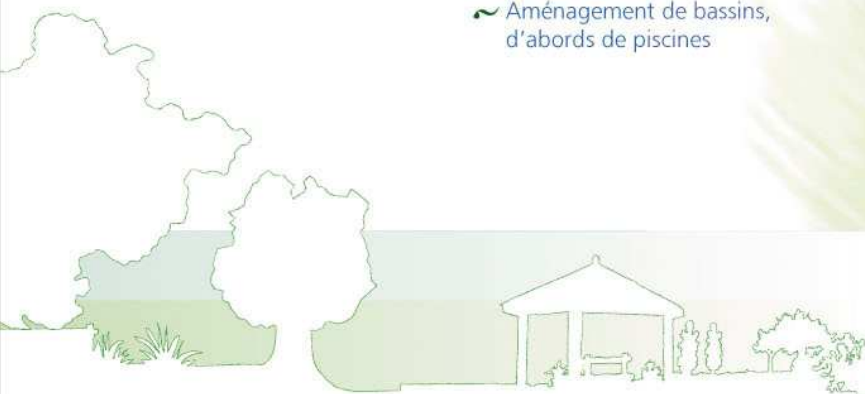 ~ Aménagement de bassins,
d'abords de piscines